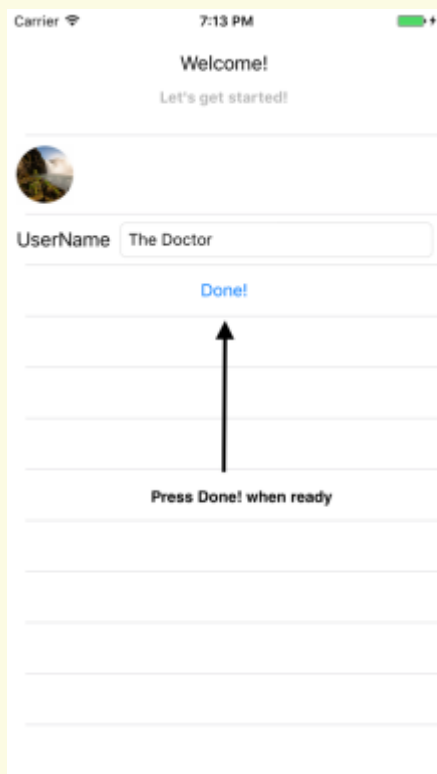 Carrier 7:13 PM
Welcome!
Let's get started!
UserName The Doctor
Done!
Press Done! when ready